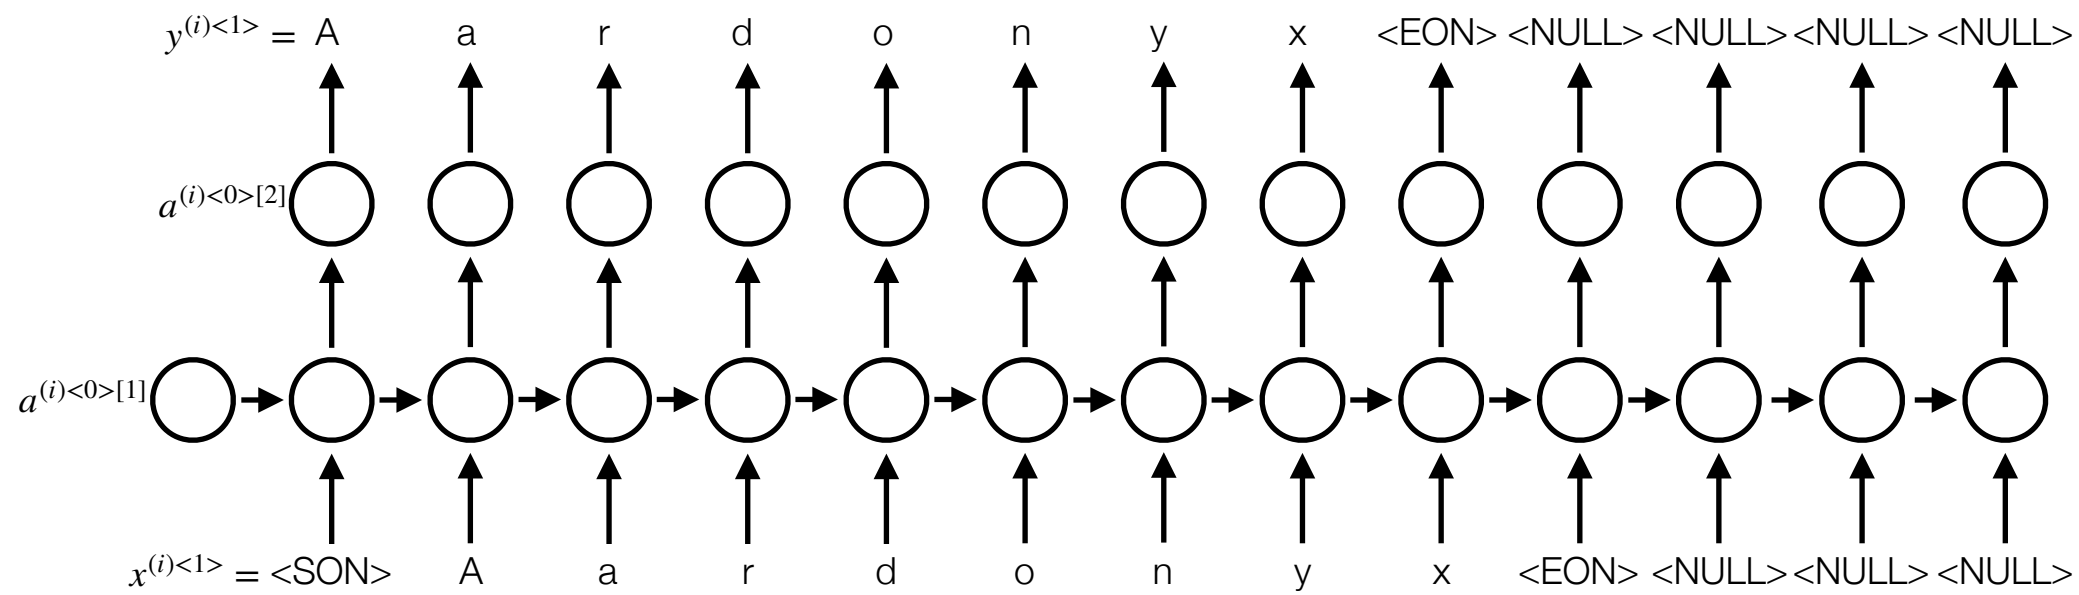 y^{(i)<1>} = A a r d o n y x <EON> <NULL> <NULL> <NULL> <NULL>
a^{(i)<0>[2]}
a^{(i)<0>[1]}
x^{(i)<1>} = <SON> A a r d o n y x <EON> <NULL> <NULL> <NULL>